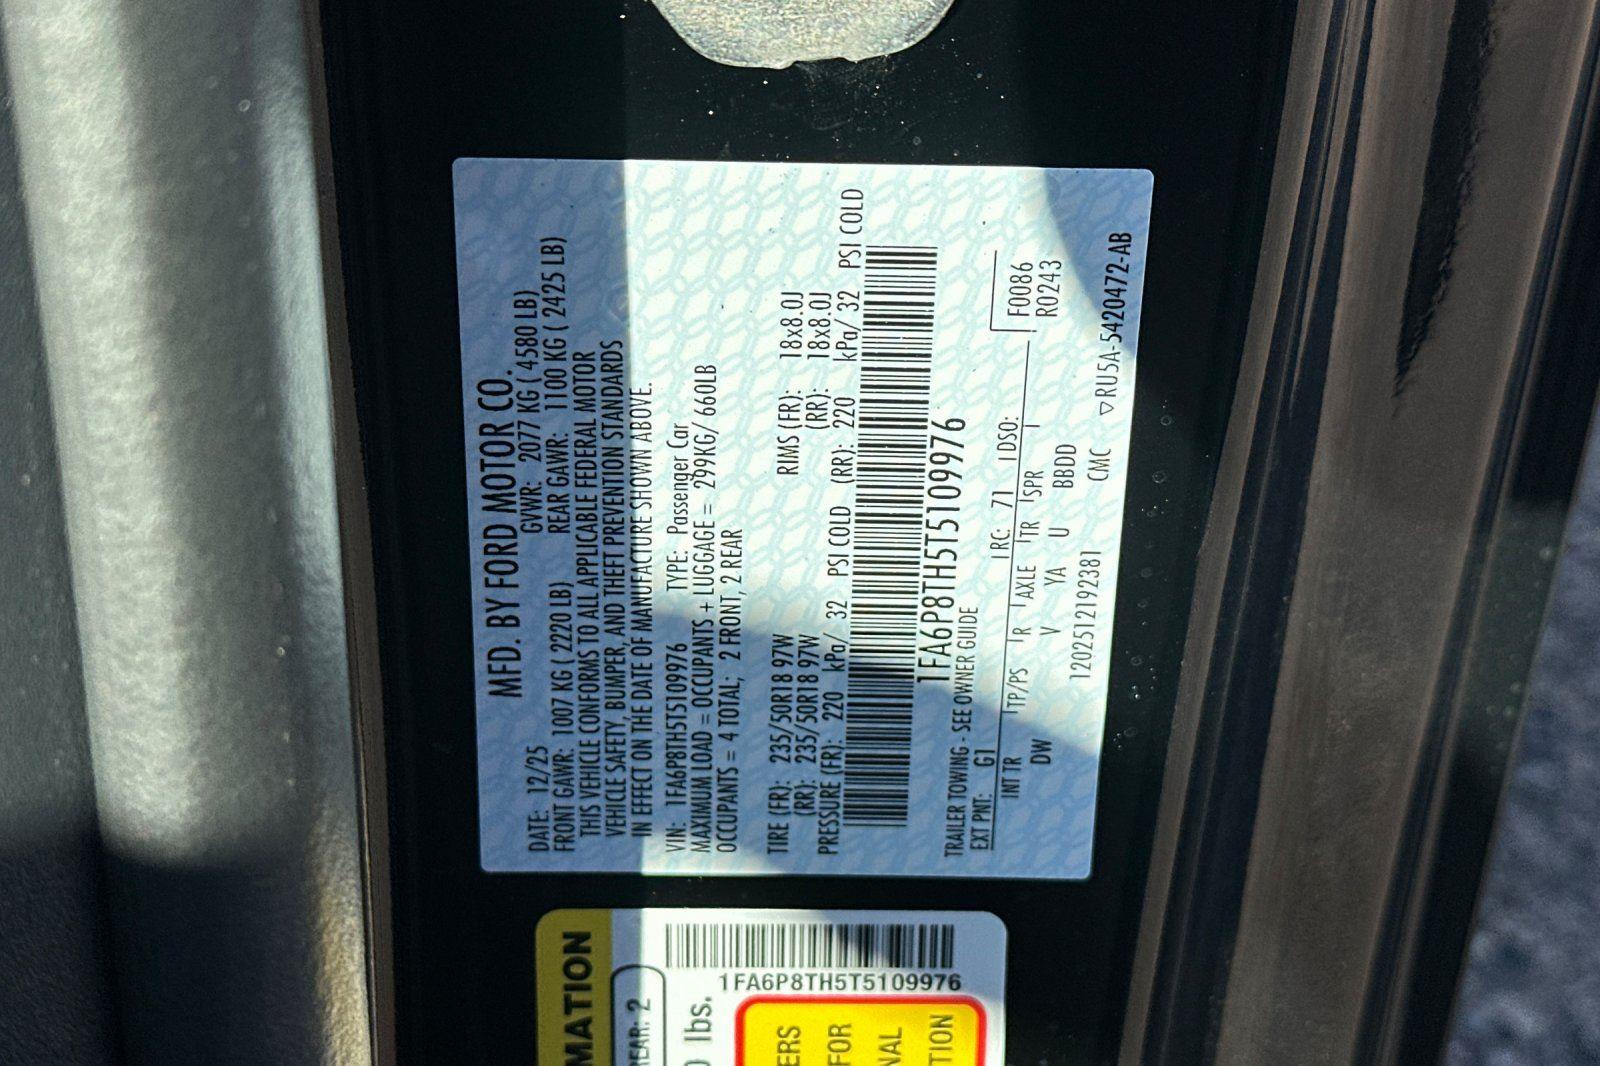 MFD. BY FORD MOTOR CO.
DATE: 12/25 GVWR: 2077 KG ( 4580 LB)
FRONT GAWR: 1007 KG ( 2220 LB) REAR GAWR: 1100 KG ( 2425 LB)
THIS VEHICLE CONFORMS TO ALL APPLICABLE FEDERAL MOTOR
VEHICLE SAFETY, BUMPER, AND THEFT PREVENTION STANDARDS
IN EFFECT ON THE DATE OF MANUFACTURE SHOWN ABOVE.
VIN: 1FA6P8TH5T5109976 TYPE: Passenger Car
MAXIMUM LOAD = OCCUPANTS + LUGGAGE = 299KG/ 660LB
OCCUPANTS = 4 TOTAL; 2 FRONT, 2 REAR
TIRE (FR): 235/50R18 97W RIMS (FR): 18x8.0J
(RR): 235/50R18 97W (RR): 18x8.0J
PRESSURE (FR): 220 kPa/ 32 PSI COLD (RR): 220 kPa/ 32 PSI COLD
1FA6P8TH5T5109976
TRAILER TOWING - SEE OWNER GUIDE
EXT PNT: G1 RC: 71 DSO:
INT TR TP/PS R AXLE TR SPR F0086
DW V YA U BBDD R0243
1202512192381 CMC ▽RU5A-5420472-AB
MATION
YEAR: 2
0 lbs.
1FA6P8TH5T5109976
ERS
FOR
NAL
TION